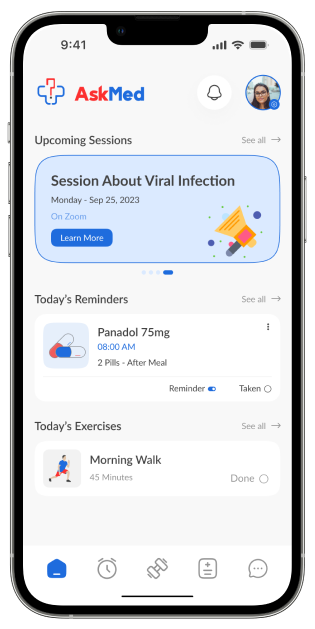 9:41
AskMed
Upcoming Sessions
See all
Session About Viral Infection
Monday - Sep 25, 2023
On Zoom
Learn More
Today's Reminders
See all
Panadol 75mg
08:00 AM
2 Pills - After Meal
Reminder
Taken
Today's Exercises
See all
Morning Walk
45 Minutes
Done